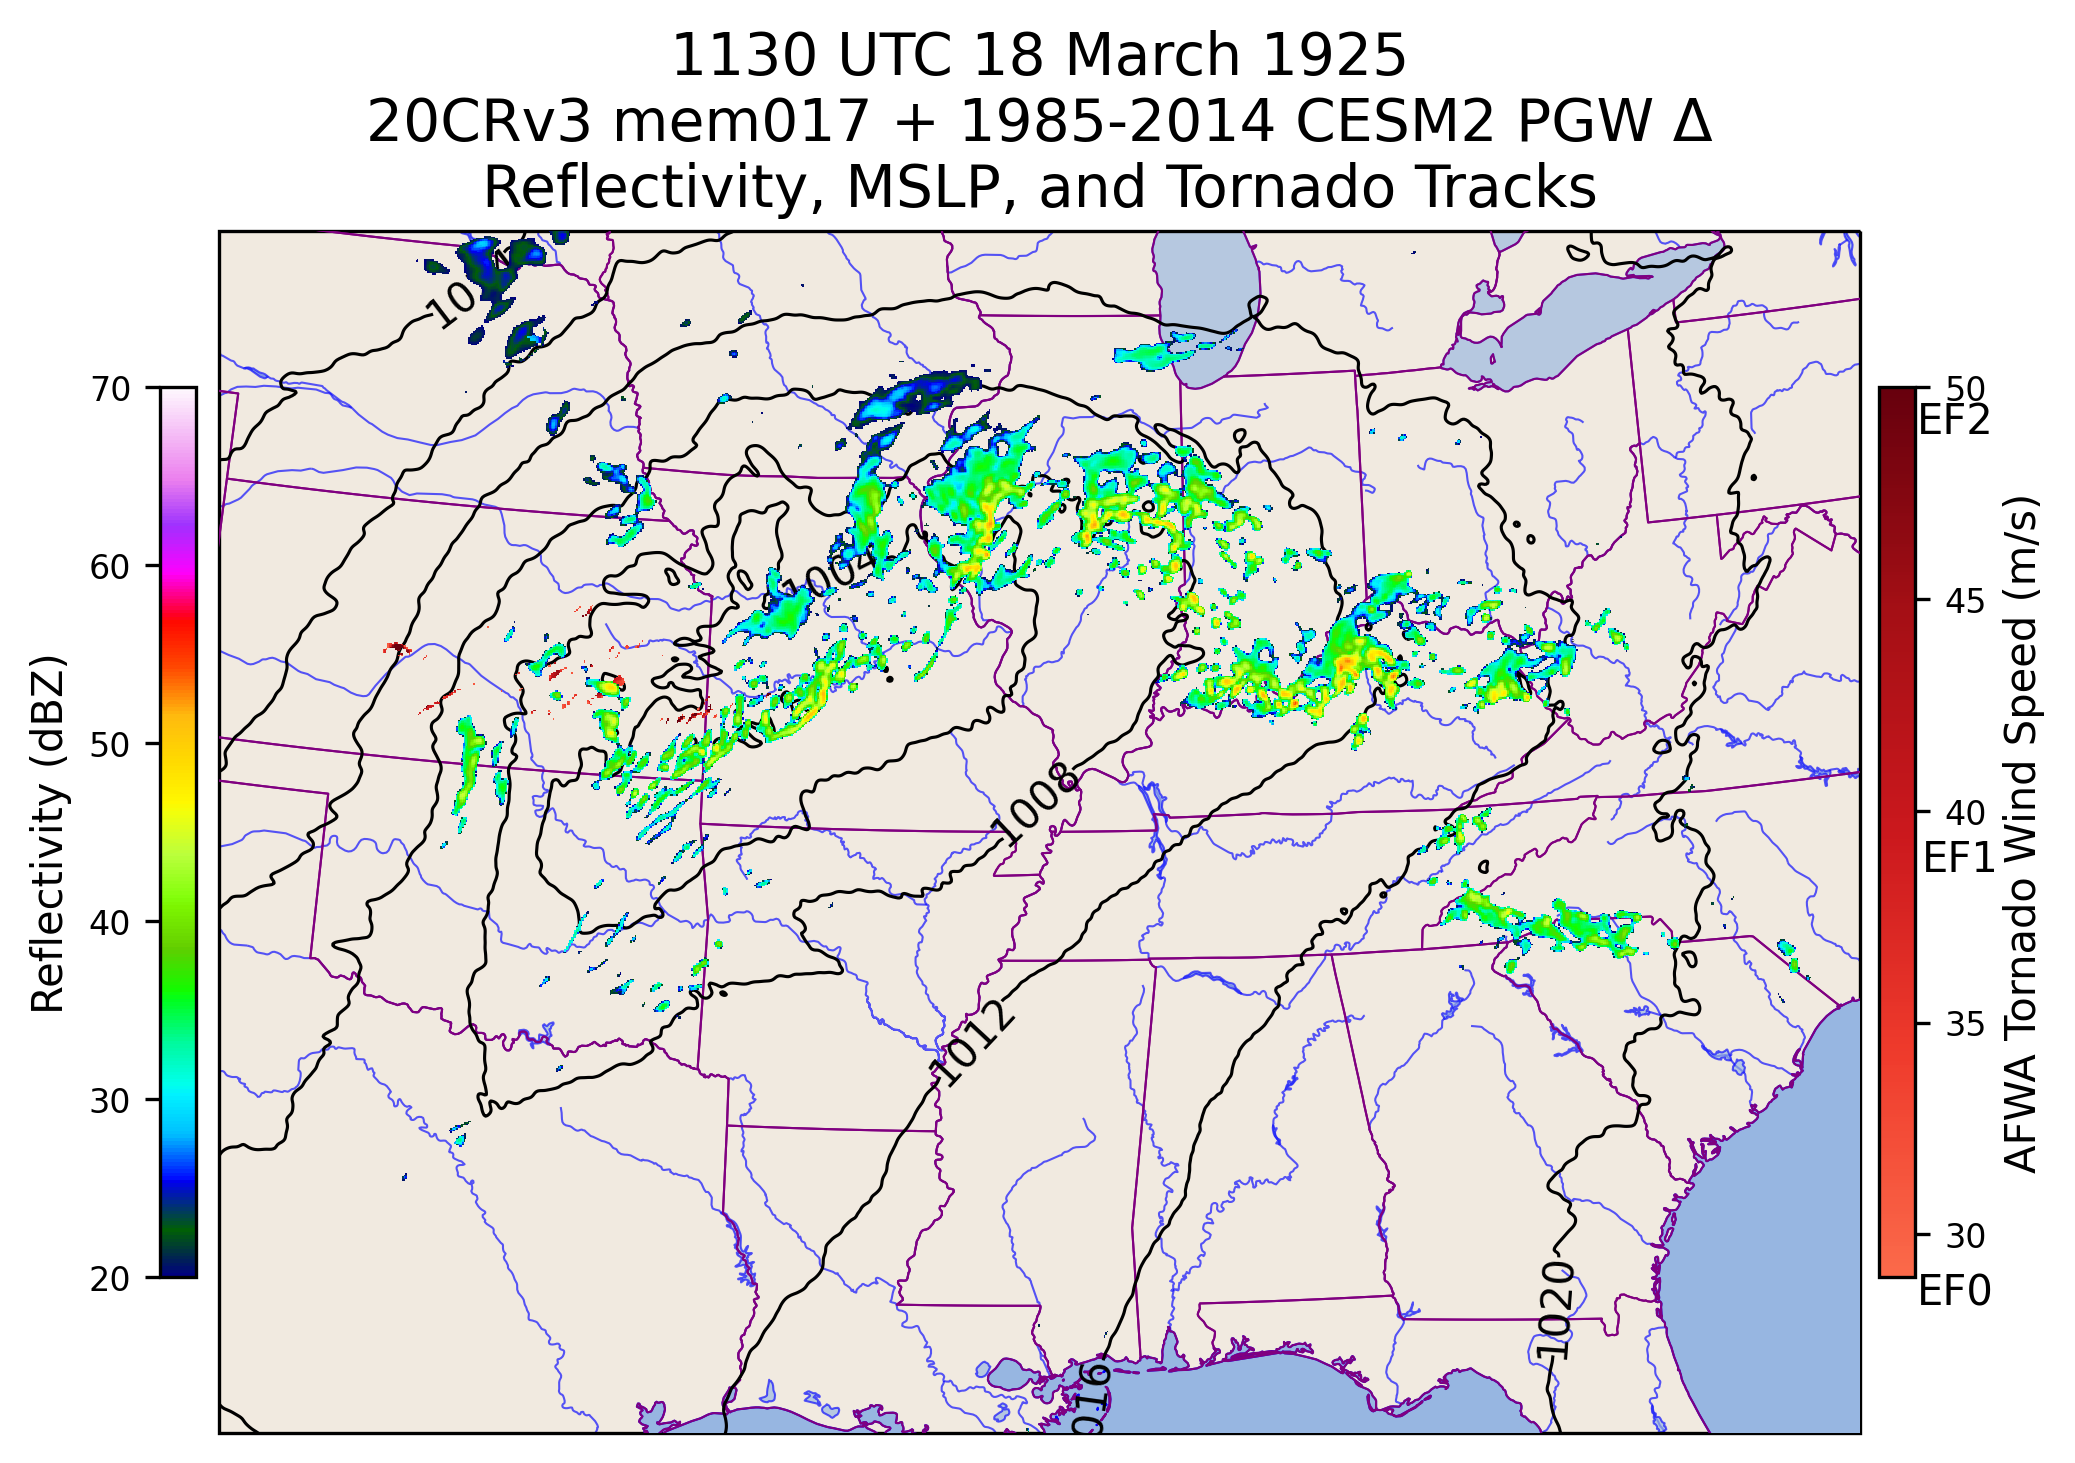 1130 UTC 18 March 1925
20CRv3 mem017 + 1985-2014 CESM2 PGW Δ
Reflectivity, MSLP, and Tornado Tracks
Reflectivity (dBZ)
70
60
50
40
30
20
1004
1008
1012
016
1020
50
EF2
45
40
EF1
35
30
EF0
AFWA Tornado Wind Speed (m/s)